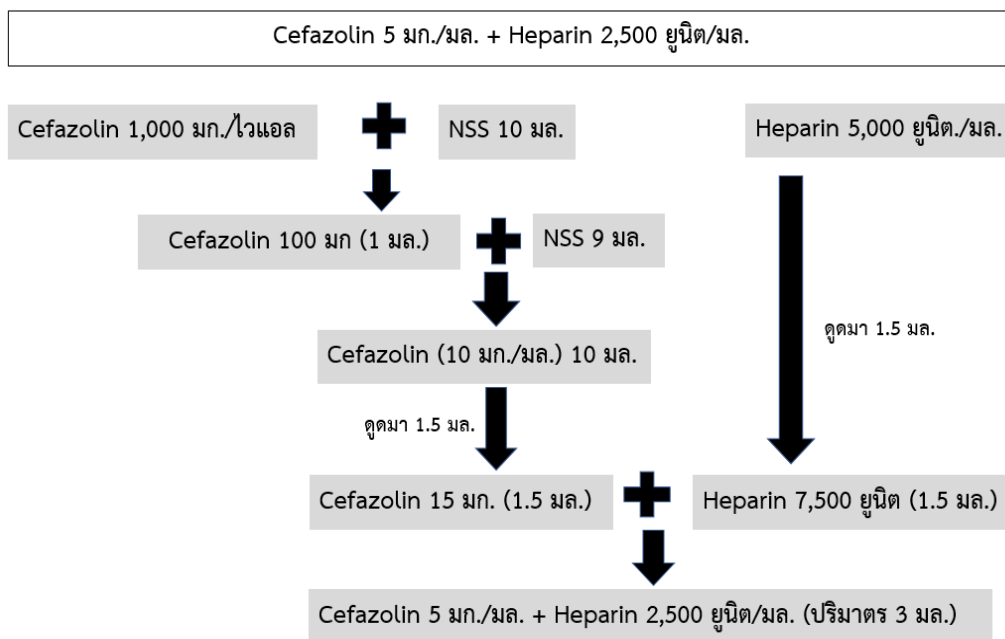 Cefazolin 5 มก./มล. + Heparin 2,500 ยูนิต/มล.
Cefazolin 1,000 มก./ไวแอล
NSS 10 มล.
Heparin 5,000 ยูนิต./มล.
Cefazolin 100 มก (1 มล.)
NSS 9 มล.
ดูดมา 1.5 มล.
Cefazolin (10 มก./มล.) 10 มล.
ดูดมา 1.5 มล.
Cefazolin 15 มก. (1.5 มล.)
Heparin 7,500 ยูนิต (1.5 มล.)
Cefazolin 5 มก./มล. + Heparin 2,500 ยูนิต/มล. (ปริมาตร 3 มล.)